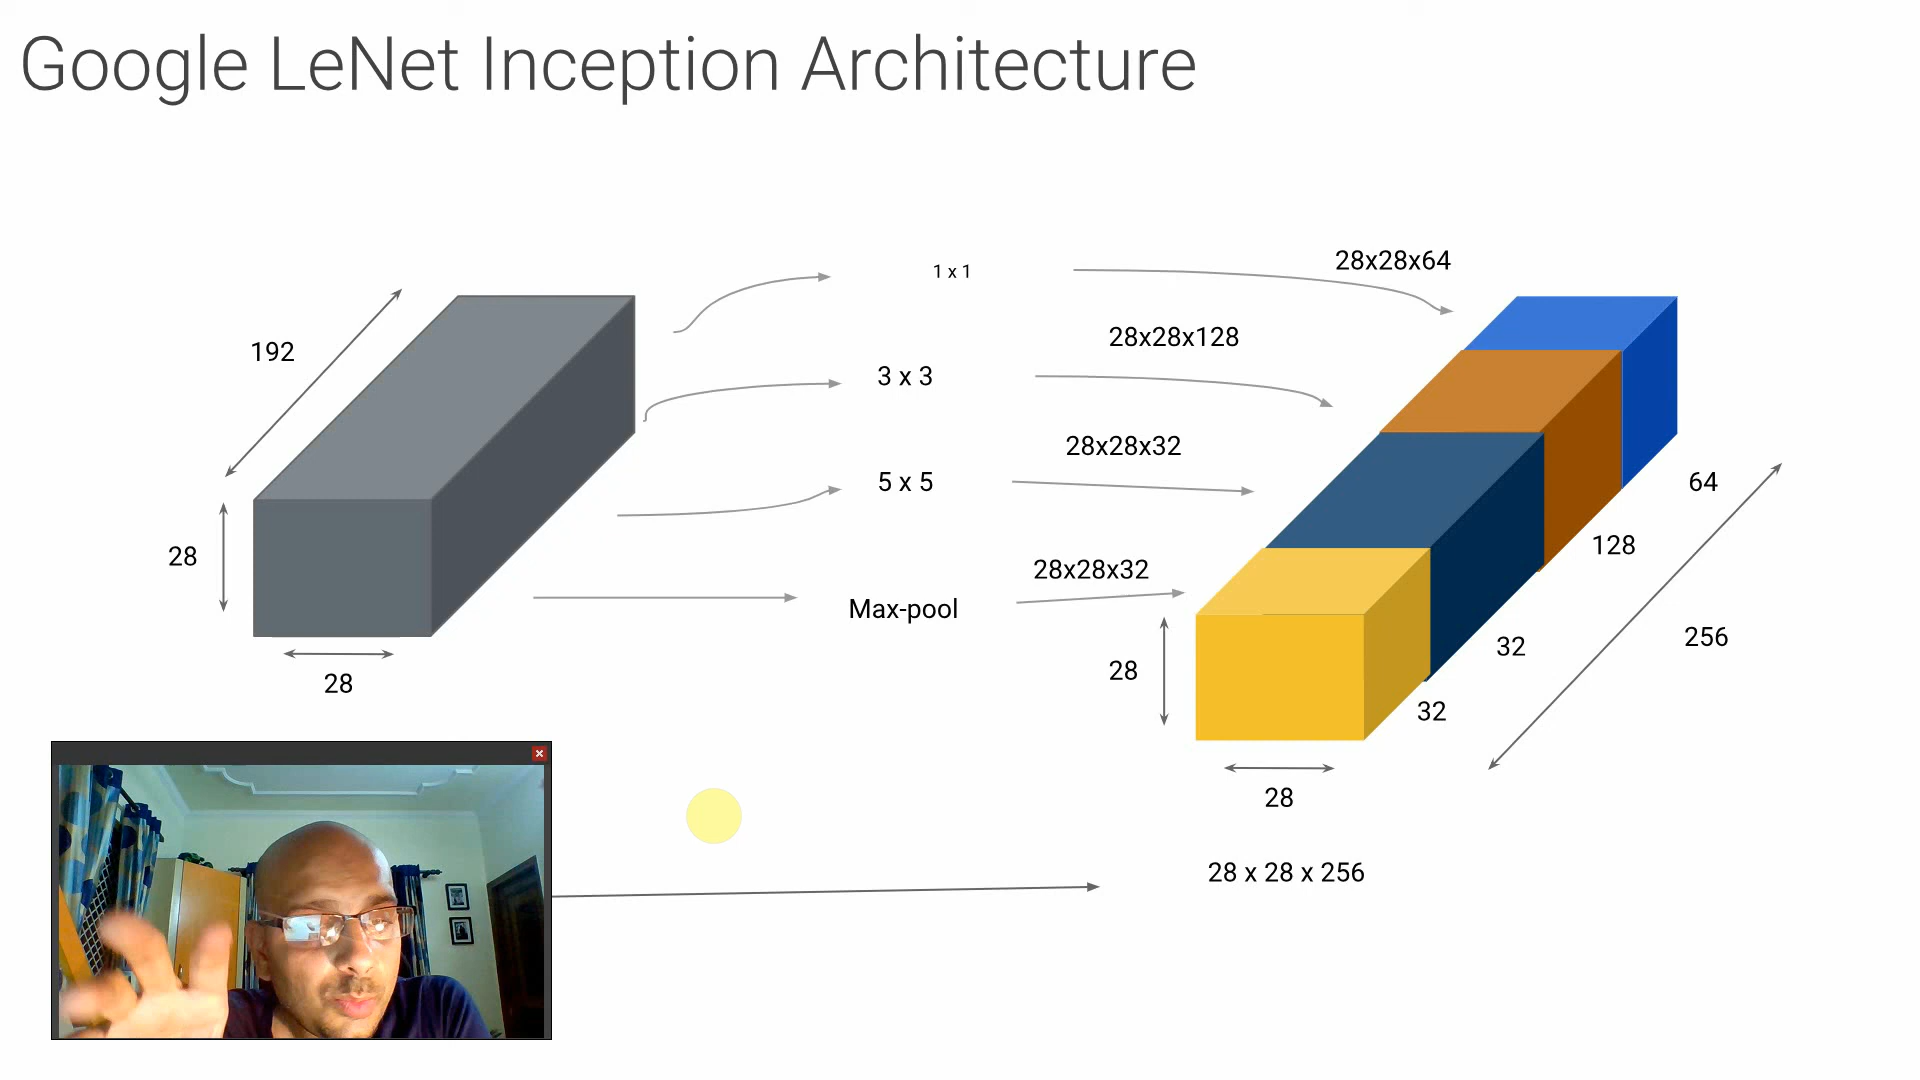 Google LeNet Inception Architecture
28x28x64
1 x 1
28x28x128
192
3 x 3
28x28x32
5 x 5
64
128
28
28x28x32
Max-pool
256
32
28
28
32
28
28 x 28 x 256